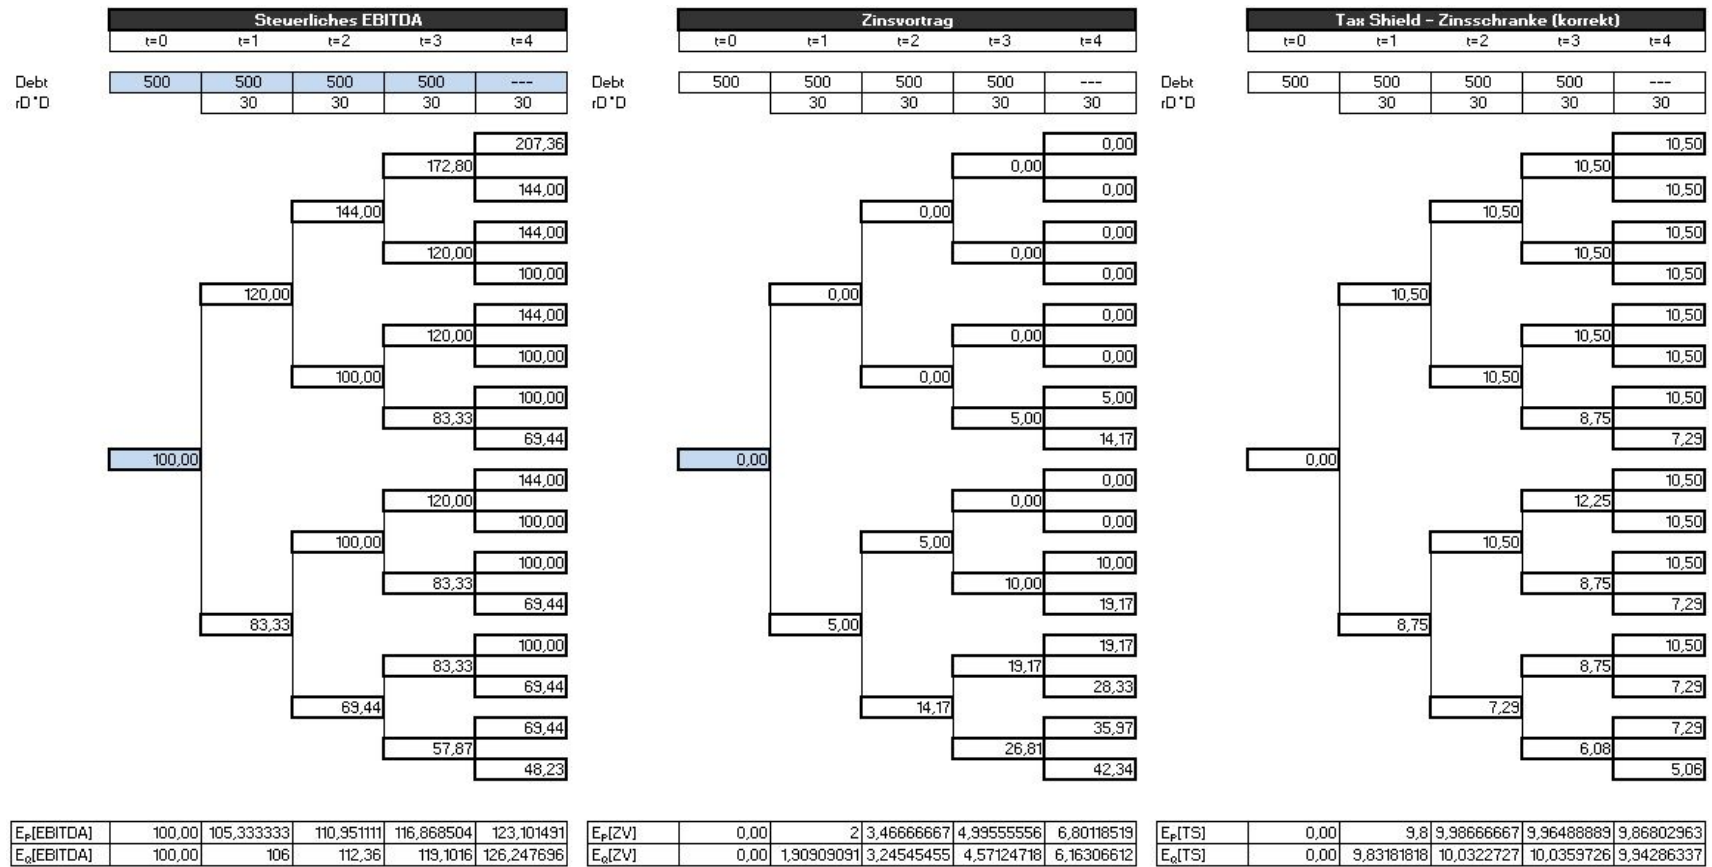 Steuerliches EBITDA Zinsvortrag Tax Shield - Zinsschranke (korrekt)
t=0 t=1 t=2 t=3 t=4 t=0 t=1 t=2 t=3 t=4 t=0 t=1 t=2 t=3 t=4
Debt 500 500 500 500 --- Debt 500 500 500 500 --- Debt 500 500 500 500 ---
rD*D 30 30 30 30 rD*D 30 30 30 30 rD*D 30 30 30 30
207,36 0,00 10,50
172,80 0,00 10,50
144,00 0,00 10,50
144,00 0,00 10,50
144,00 0,00 10,50
120,00 0,00 10,50
100,00 0,00 10,50
120,00 0,00 10,50
144,00 0,00 10,50
120,00 0,00 10,50
100,00 0,00 10,50
100,00 0,00 10,50
100,00 5,00 10,50
83,33 5,00 8,75
69,44 14,17 7,29
100,00 0,00 0,00
144,00 0,00 10,50
120,00 0,00 12,25
100,00 0,00 10,50
100,00 5,00 10,50
100,00 10,00 10,50
83,33 10,00 8,75
69,44 19,17 7,29
83,33 5,00 8,75
100,00 19,17 10,50
83,33 19,17 8,75
69,44 28,33 7,29
69,44 14,17 7,29
69,44 35,97 7,29
57,87 26,81 6,08
48,23 42,34 5,06
E_P[EBITDA] 100,00 105,333333 110,951111 116,868504 123,101491 E_P[ZV] 0,00 2 3,46666667 4,99555556 6,80118519 E_P[TS] 0,00 9,8 9,98666667 9,96488889 9,86802963
E_Q[EBITDA] 100,00 106 112,36 119,1016 126,247696 E_Q[ZV] 0,00 1,90909091 3,24545455 4,57124718 6,16306612 E_Q[TS] 0,00 9,83181818 10,0322727 10,0359726 9,94286337